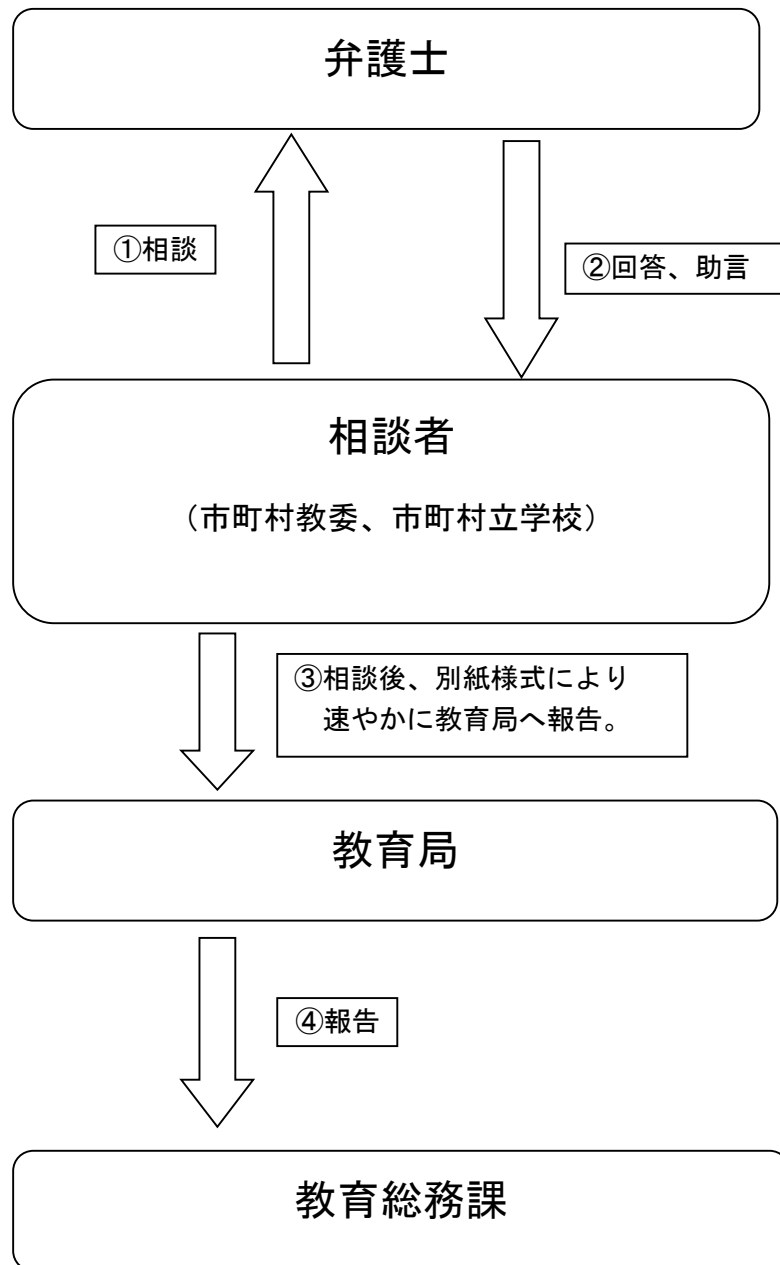 弁護士
①相談
②回答、助言
相談者
（市町村教委、市町村立学校）
③相談後、別紙様式により
速やかに教育局へ報告。
教育局
④報告
教育総務課